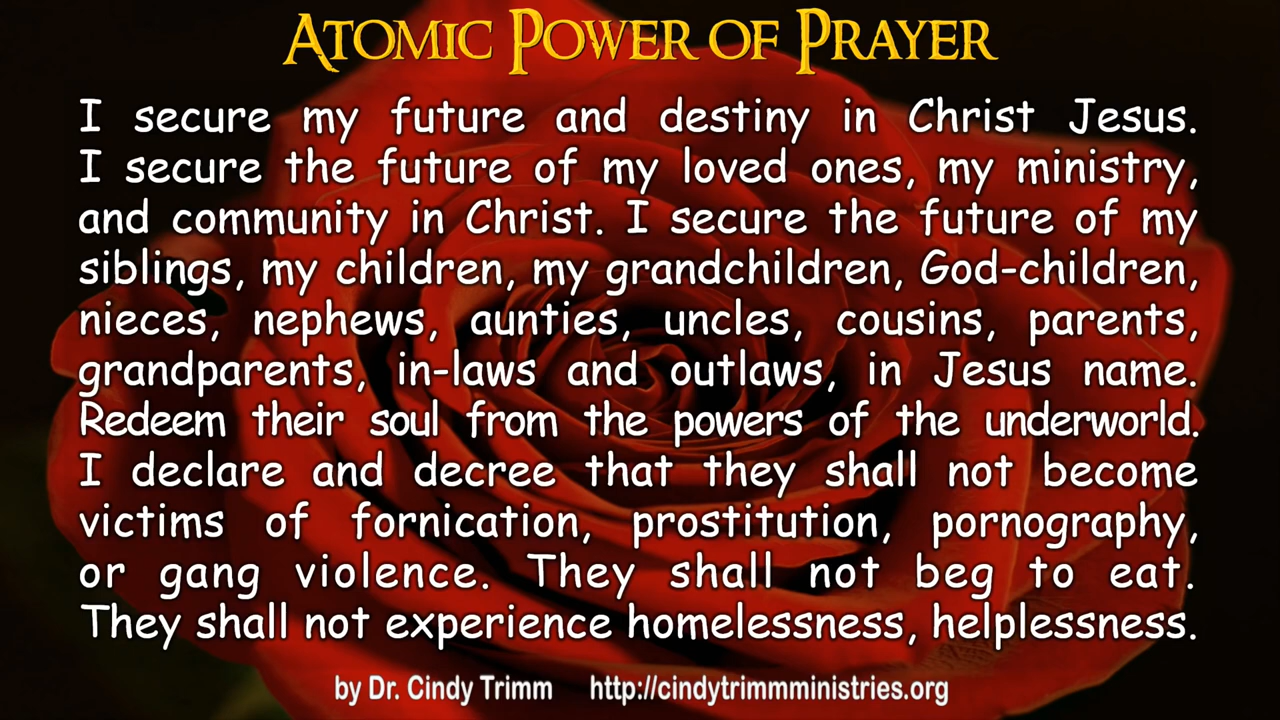 Atomic Power of Prayer
I secure my future and destiny in Christ Jesus.
I secure the future of my loved ones, my ministry,
and community in Christ. I secure the future of my
siblings, my children, my grandchildren, God-children,
nieces, nephews, aunties, uncles, cousins, parents,
grandparents, in-laws and outlaws, in Jesus name.
Redeem their soul from the powers of the underworld.
I declare and decree that they shall not become
victims of fornication, prostitution, pornography,
or gang violence. They shall not beg to eat.
They shall not experience homelessness, helplessness.
by Dr. Cindy Trimm http://cindytrimmministries.org